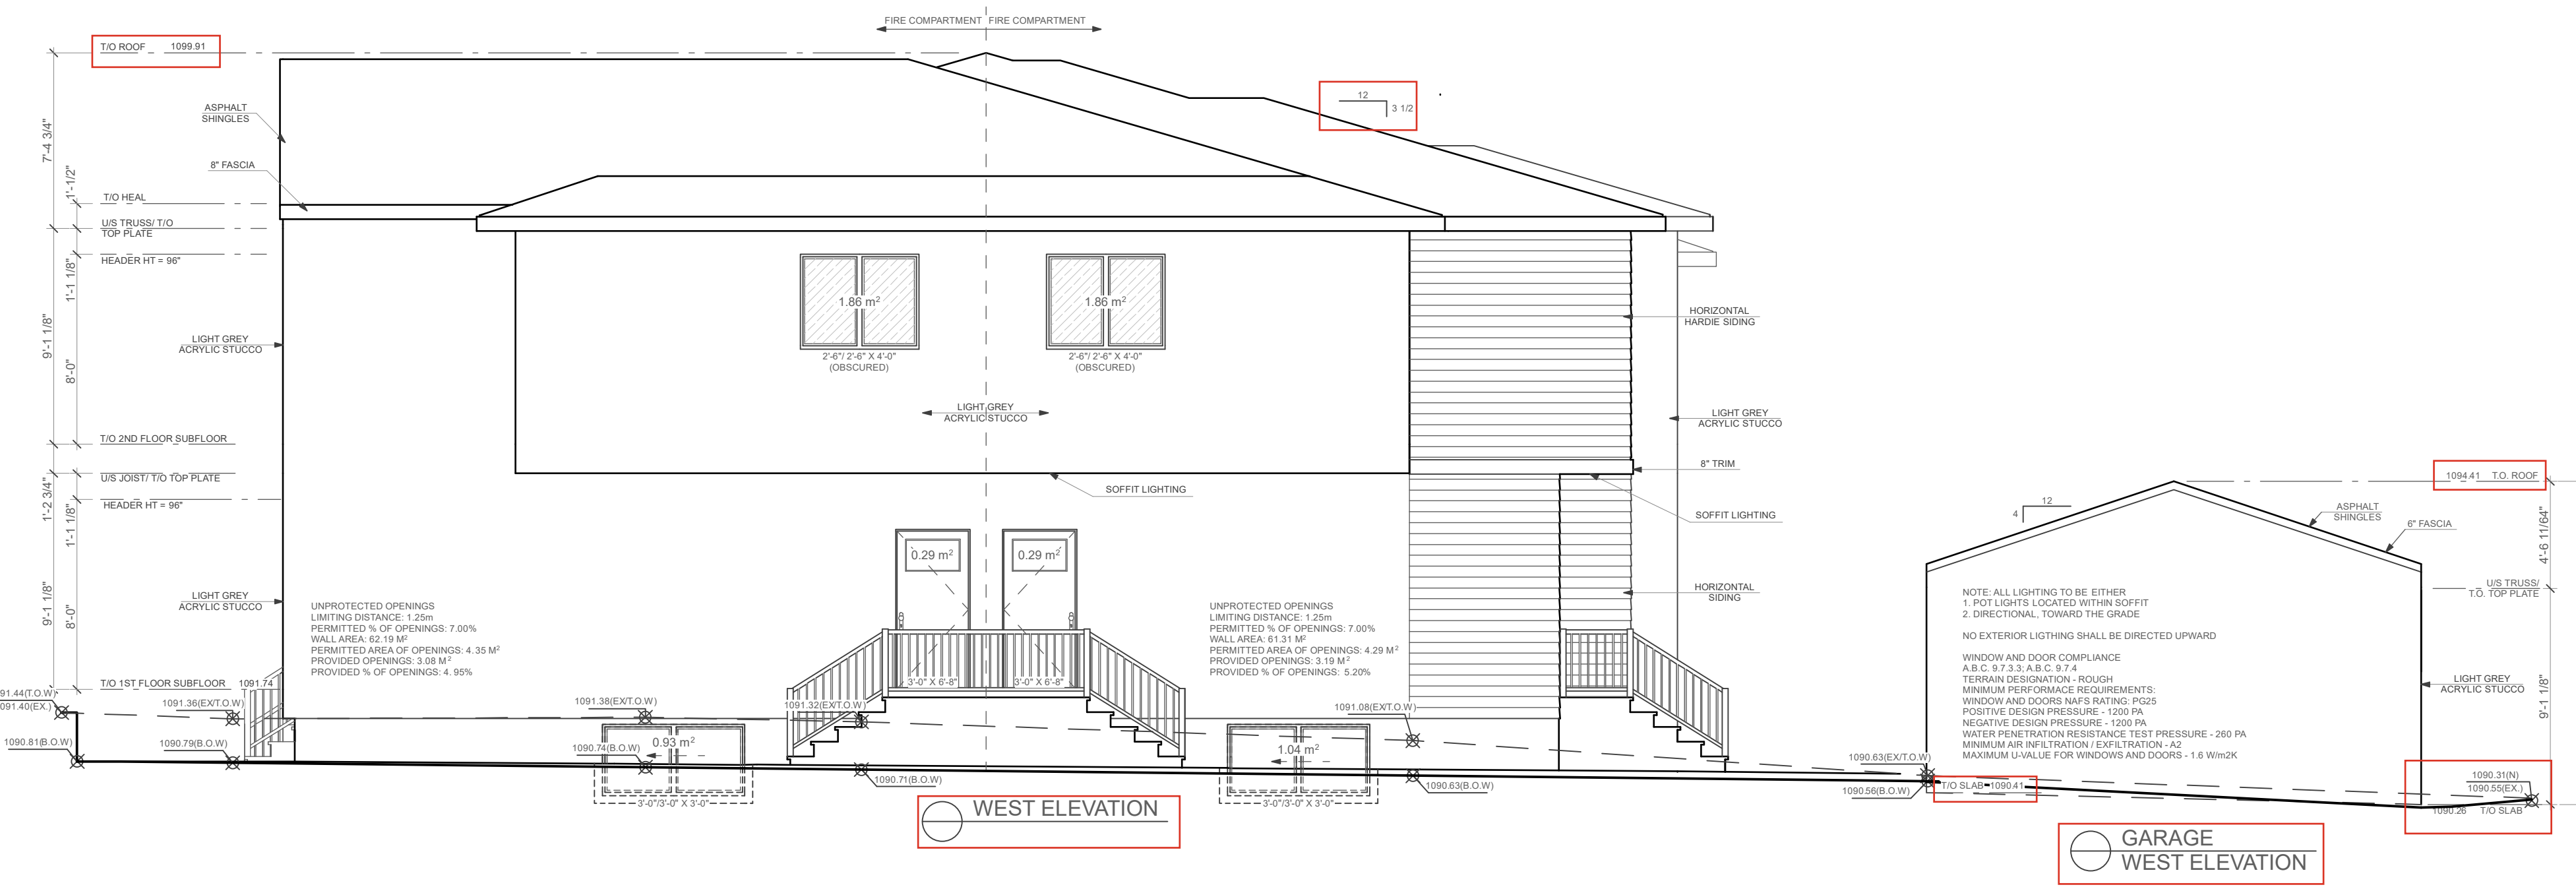 FIRE COMPARTMENT FIRE COMPARTMENT
T/O ROOF 1099.91
12
3 1/2
ASPHALT
SHINGLES
7'-4 3/4"
8" FASCIA
1'-1/2"
T/O HEAL
U/S TRUSS/ T/O
TOP PLATE
HEADER HT = 96"
1'-1 1/8"
9'-1 1/8"
8'-0"
LIGHT GREY
ACRYLIC STUCCO
1.86 m²
1.86 m²
2'-6"/ 2'-6" X 4'-0"
(OBSCURED)
2'-6"/ 2'-6" X 4'-0"
(OBSCURED)
HORIZONTAL
HARDIE SIDING
LIGHT GREY
ACRYLIC STUCCO
LIGHT GREY
ACRYLIC STUCCO
T/O 2ND FLOOR SUBFLOOR
U/S JOIST/ T/O TOP PLATE
HEADER HT = 96"
1'-2 3/4"
1'-1 1/8"
9'-1 1/8"
8'-0"
SOFFIT LIGHTING
8" TRIM
SOFFIT LIGHTING
0.29 m²
0.29 m²
LIGHT GREY
ACRYLIC STUCCO
HORIZONTAL
SIDING
UNPROTECTED OPENINGS
LIMITING DISTANCE: 1.25m
PERMITTED % OF OPENINGS: 7.00%
WALL AREA: 62.19 M²
PERMITTED AREA OF OPENINGS: 4.35 M²
PROVIDED OPENINGS: 3.08 M²
PROVIDED % OF OPENINGS: 4.95%
UNPROTECTED OPENINGS
LIMITING DISTANCE: 1.25m
PERMITTED % OF OPENINGS: 7.00%
WALL AREA: 61.31 M²
PERMITTED AREA OF OPENINGS: 4.29 M²
PROVIDED OPENINGS: 3.19 M²
PROVIDED % OF OPENINGS: 5.20%
3'-0" X 6'-8"
3'-0" X 6'-8"
T/O 1ST FLOOR SUBFLOOR 1091.74
91.44(T.O.W)
091.40(EX.)
1091.36(EX/T.O.W)
1091.38(EX/T.O.W)
1091.32(EX/T.O.W)
1091.08(EX/T.O.W)
1090.81(B.O.W)
1090.79(B.O.W)
1090.74(B.O.W)
0.93 m²
1.04 m²
1090.71(B.O.W)
1090.63(B.O.W)
3'-0"/3'-0" X 3'-0"
3'-0"/3'-0" X 3'-0"
WEST ELEVATION
1094.41 T.O. ROOF
12
4
ASPHALT
SHINGLES
6" FASCIA
4'-6 11/64"
U/S TRUSS/
T.O. TOP PLATE
NOTE: ALL LIGHTING TO BE EITHER
1. POT LIGHTS LOCATED WITHIN SOFFIT
2. DIRECTIONAL, TOWARD THE GRADE
NO EXTERIOR LIGTHING SHALL BE DIRECTED UPWARD
WINDOW AND DOOR COMPLIANCE
A.B.C. 9.7.3.3; A.B.C. 9.7.4
TERRAIN DESIGNATION - ROUGH
MINIMUM PERFORMACE REQUIREMENTS:
WINDOW AND DOORS NAFS RATING: PG25
POSITIVE DESIGN PRESSURE - 1200 PA
NEGATIVE DESIGN PRESSURE - 1200 PA
WATER PENETRATION RESISTANCE TEST PRESSURE - 260 PA
MINIMUM AIR INFILTRATION / EXFILTRATION - A2
MAXIMUM U-VALUE FOR WINDOWS AND DOORS - 1.6 W/m2K
LIGHT GREY
ACRYLIC STUCCO
9'-1 1/8"
1090.63(EX/T.O.W)
1090.56(B.O.W)
T/O SLAB 1090.41
1090.31(N)
1090.55(EX.)
1090.26 T/O SLAB
GARAGE
WEST ELEVATION